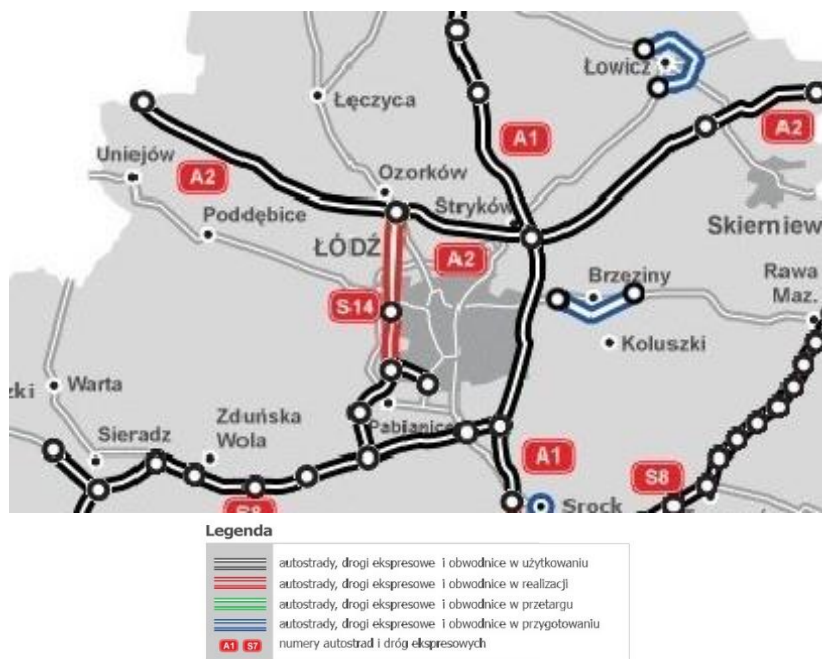 Łowicz
Łęczyca
A1
A2
Uniejów
A2
Ozorków
Stryków
Poddębice
Skierniew
ŁÓDŹ
A2
Brzeziny
Rawa
Maz.
S14
Koluszki
zki
Warta
Zduńska
Wola
Sieradz
Pabianice
A1
S8
S8
Srock
Legenda
autostrady, drogi ekspresowe i obwodnice w użytkowaniu
autostrady, drogi ekspresowe i obwodnice w realizacji
autostrady, drogi ekspresowe i obwodnice w przetargu
autostrady, drogi ekspresowe i obwodnice w przygotowaniu
A1 S7 numery autostrad i dróg ekspresowych